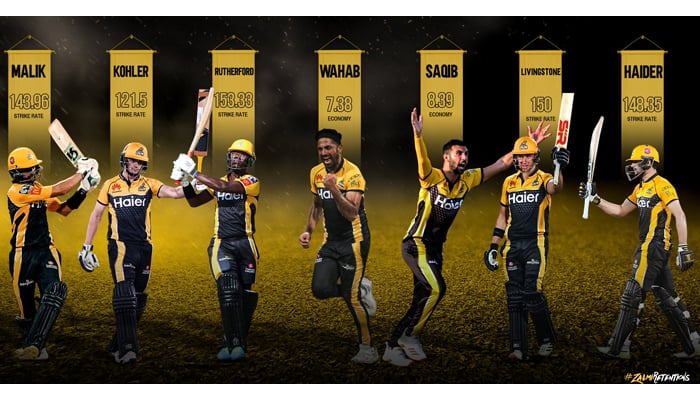 MALIK
143.96
STRIKE RATE
KOHLER
121.5
STRIKE RATE
RUTHERFORD
153.33
STRIKE RATE
WAHAB
7.38
ECONOMY
SAQIB
8.39
ECONOMY
LIVINGSTONE
150
STRIKE RATE
HAIDER
148.35
STRIKE RATE
Haier
Haier
Haier
Haier
Haier
SR
#ZALMIRETENTIONS